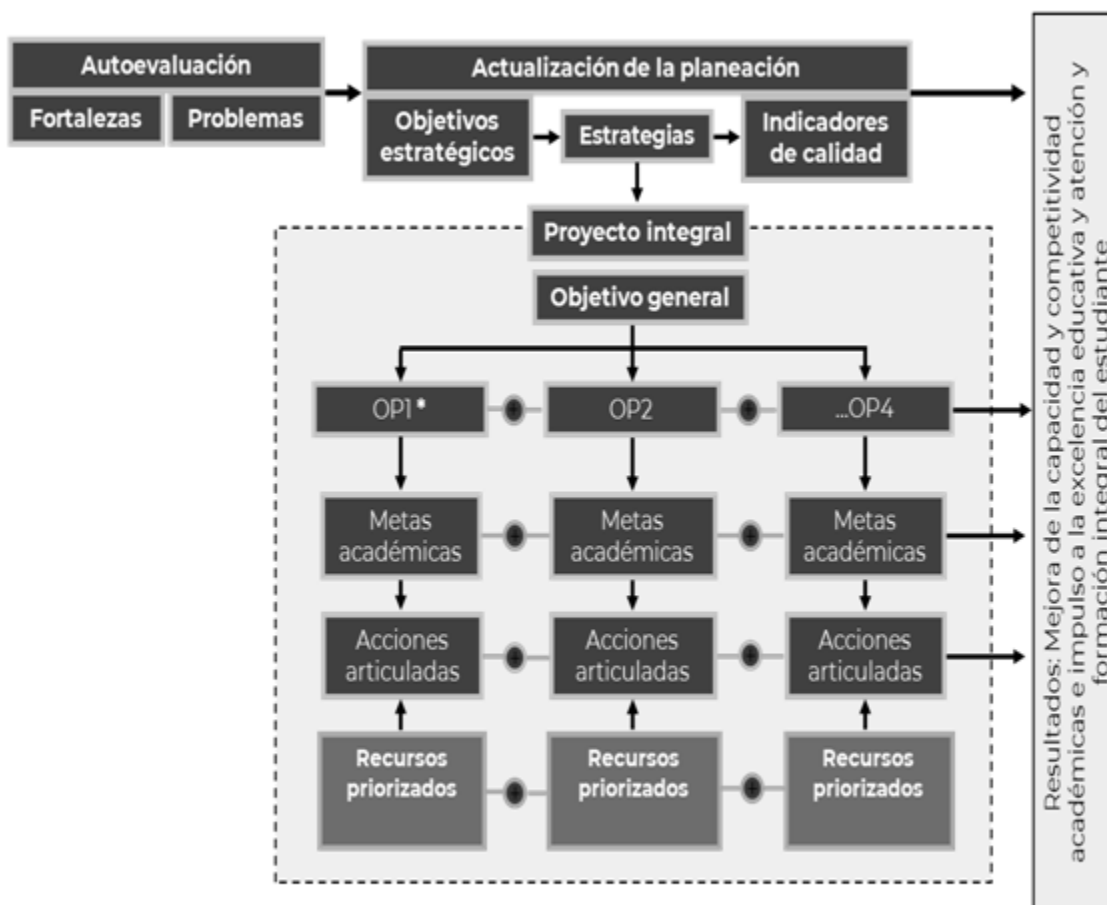 Autoevaluación
Fortalezas
Problemas
Actualización de la planeación
Objetivos
estratégicos
Estrategias
Indicadores
de calidad
Proyecto integral
Objetivo general
OP1*
OP2
...OP4
Metas
académicas
Metas
académicas
Metas
académicas
Acciones
articuladas
Acciones
articuladas
Acciones
articuladas
Recursos
priorizados
Recursos
priorizados
Recursos
priorizados
Resultados: Mejora de la capacidad y competitividad
académicas e impulso a la excelencia educativa y atención y
formación integral del estudiante